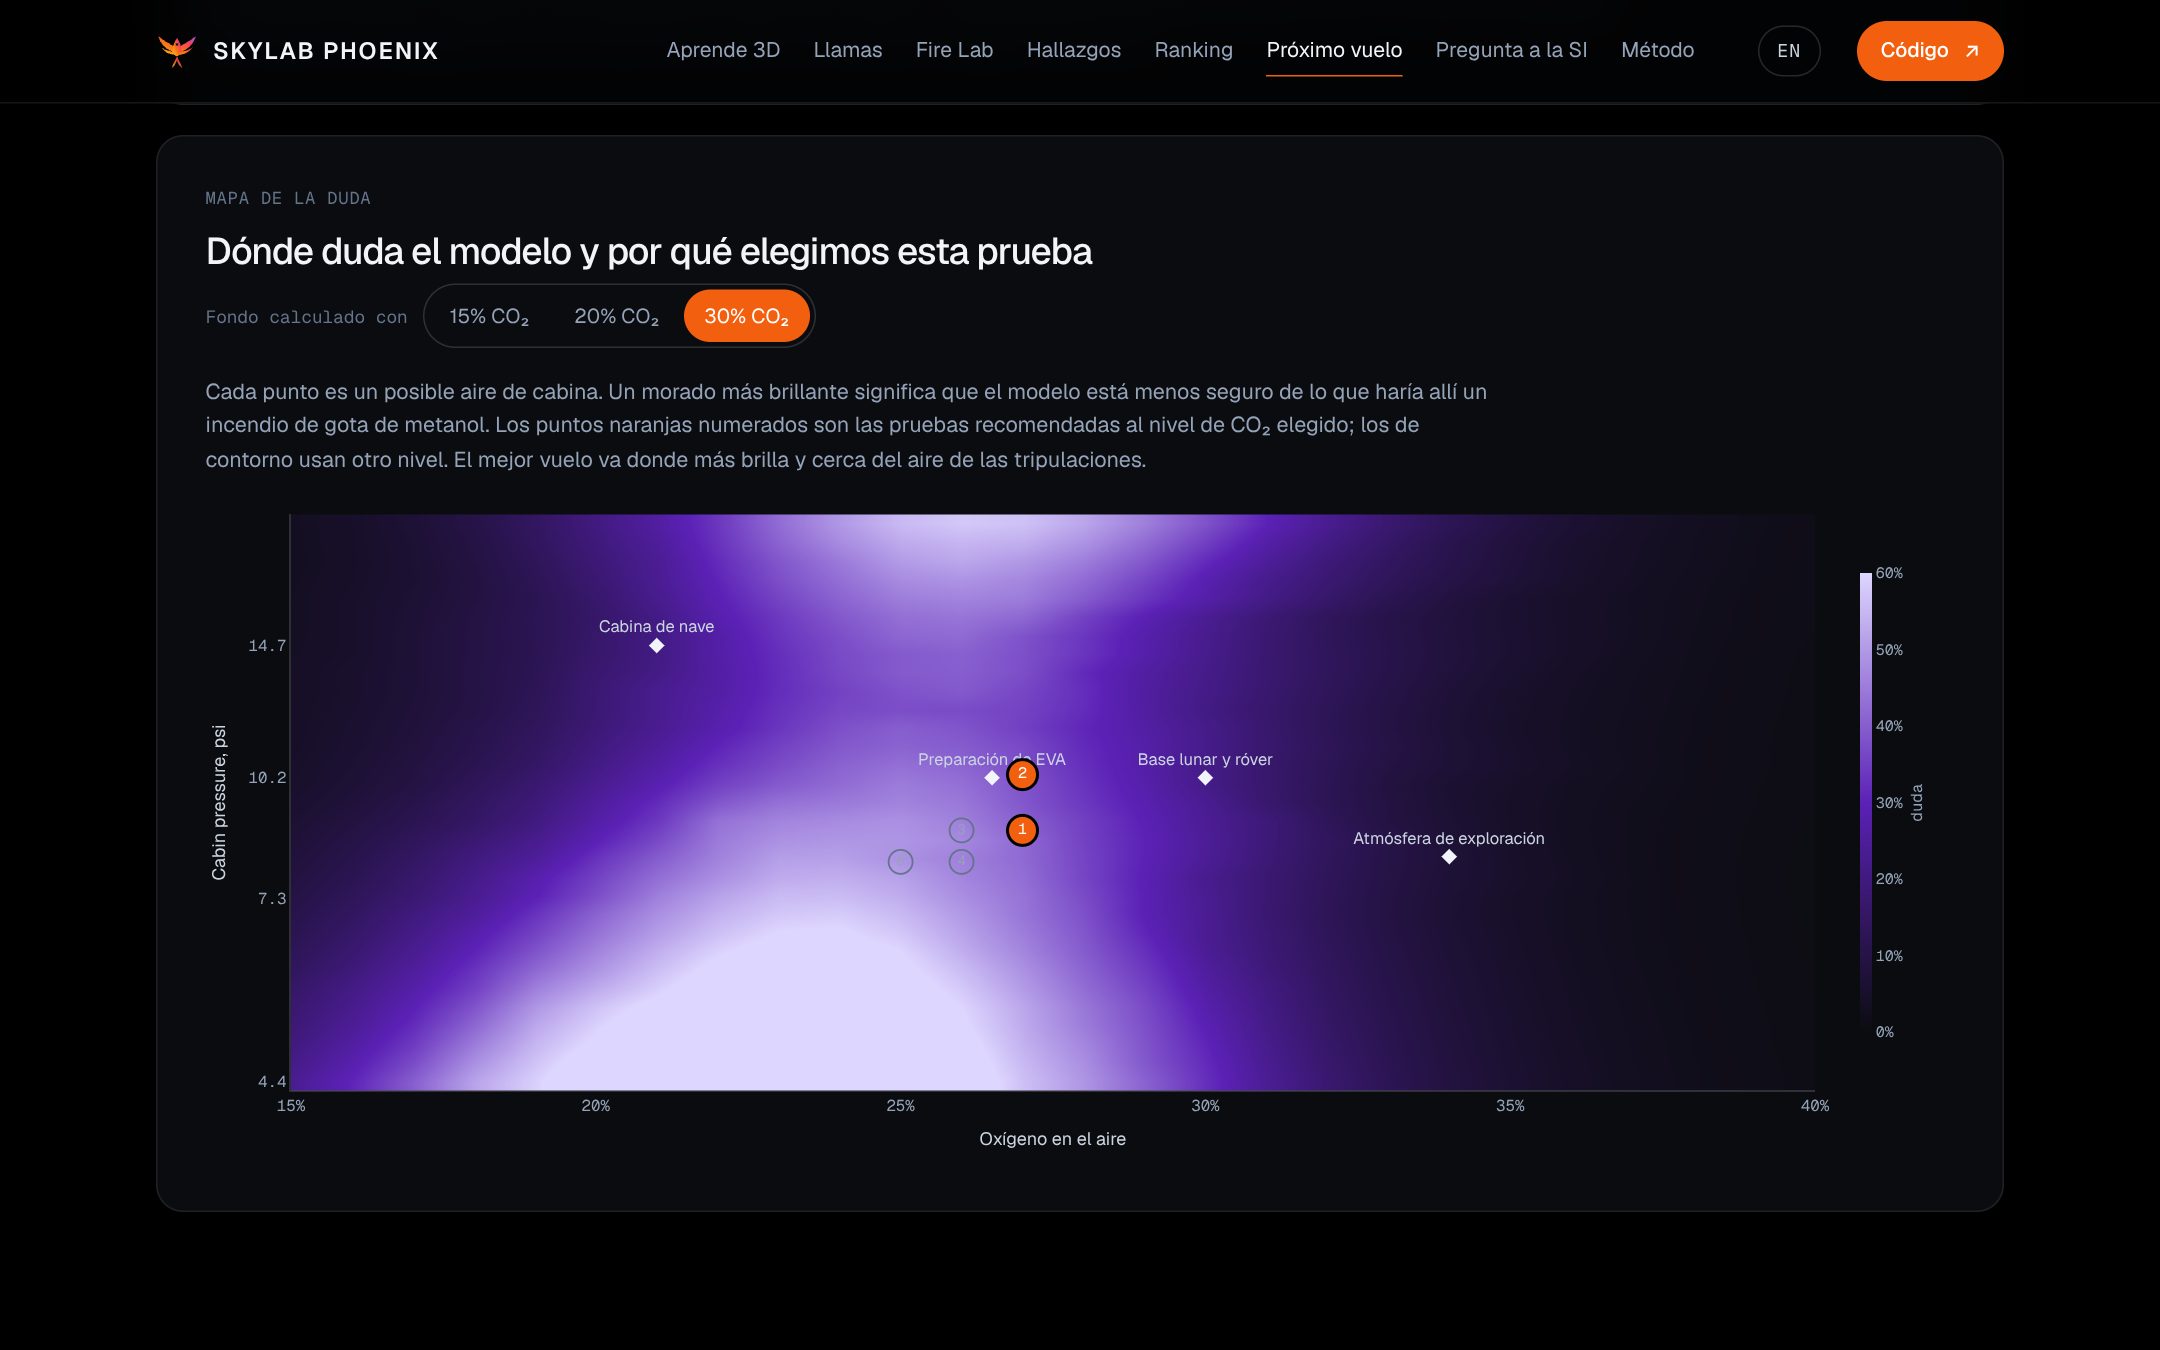 SKYLAB PHOENIX
Aprende 3D
Llamas
Fire Lab
Hallazgos
Ranking
Próximo vuelo
Pregunta a la SI
Método
EN
Código
MAPA DE LA DUDA
Dónde duda el modelo y por qué elegimos esta prueba
Fondo calculado con
15% CO₂
20% CO₂
30% CO₂
Cada punto es un posible aire de cabina. Un morado más brillante significa que el modelo está menos seguro de lo que haría allí un
incendio de gota de metanol. Los puntos naranjas numerados son las pruebas recomendadas al nivel de CO₂ elegido; los de
contorno usan otro nivel. El mejor vuelo va donde más brilla y cerca del aire de las tripulaciones.
Cabina de nave
Preparación de EVA
Base lunar y róver
Atmósfera de exploración
2
1
3
4
Cabin pressure, psi
14.7
10.2
7.3
4.4
15%
20%
25%
30%
35%
40%
Oxígeno en el aire
60%
50%
40%
30%
20%
10%
0%
duda